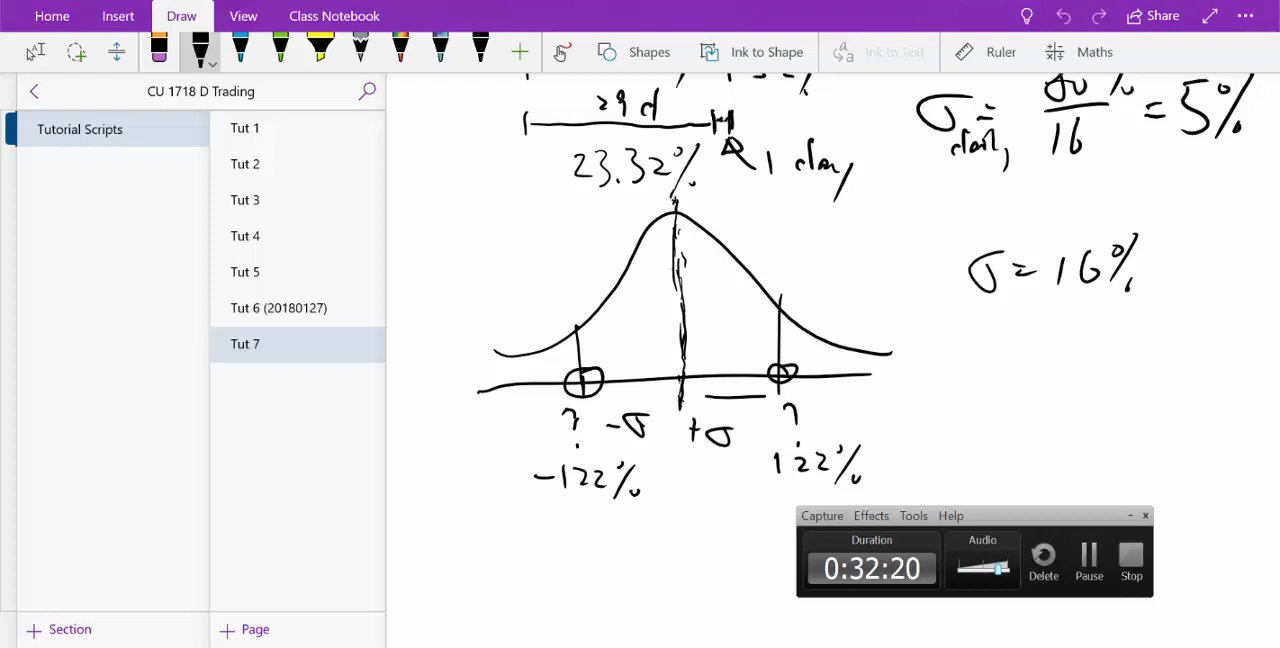 Home Insert Draw View Class Notebook Share
Shapes Ink to Shape Ink to Text Ruler Maths
CU 1718 D Trading
Tutorial Scripts
Tut 1
Tut 2
Tut 3
Tut 4
Tut 5
Tut 6 (20180127)
Tut 7
Section
Page
29 d
23.32%
1 day
σ daily = 80% / 16 = 5%
σ = 16%
? -σ +σ ?
-122% 122%
Capture Effects Tools Help
Duration Audio
0:32:20
Delete Pause Stop